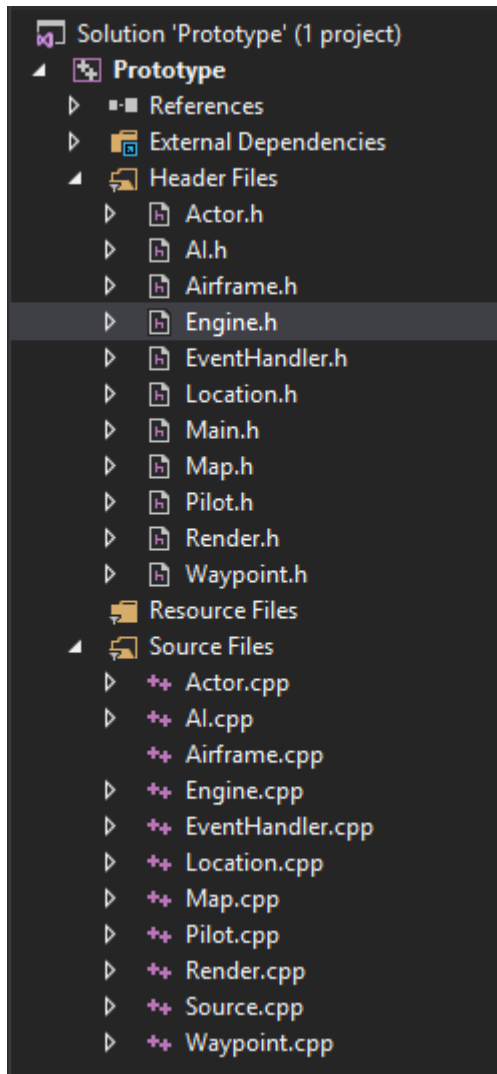 Solution 'Prototype' (1 project)
Prototype
References
External Dependencies
Header Files
Actor.h
AI.h
Airframe.h
Engine.h
EventHandler.h
Location.h
Main.h
Map.h
Pilot.h
Render.h
Waypoint.h
Resource Files
Source Files
Actor.cpp
AI.cpp
Airframe.cpp
Engine.cpp
EventHandler.cpp
Location.cpp
Map.cpp
Pilot.cpp
Render.cpp
Source.cpp
Waypoint.cpp